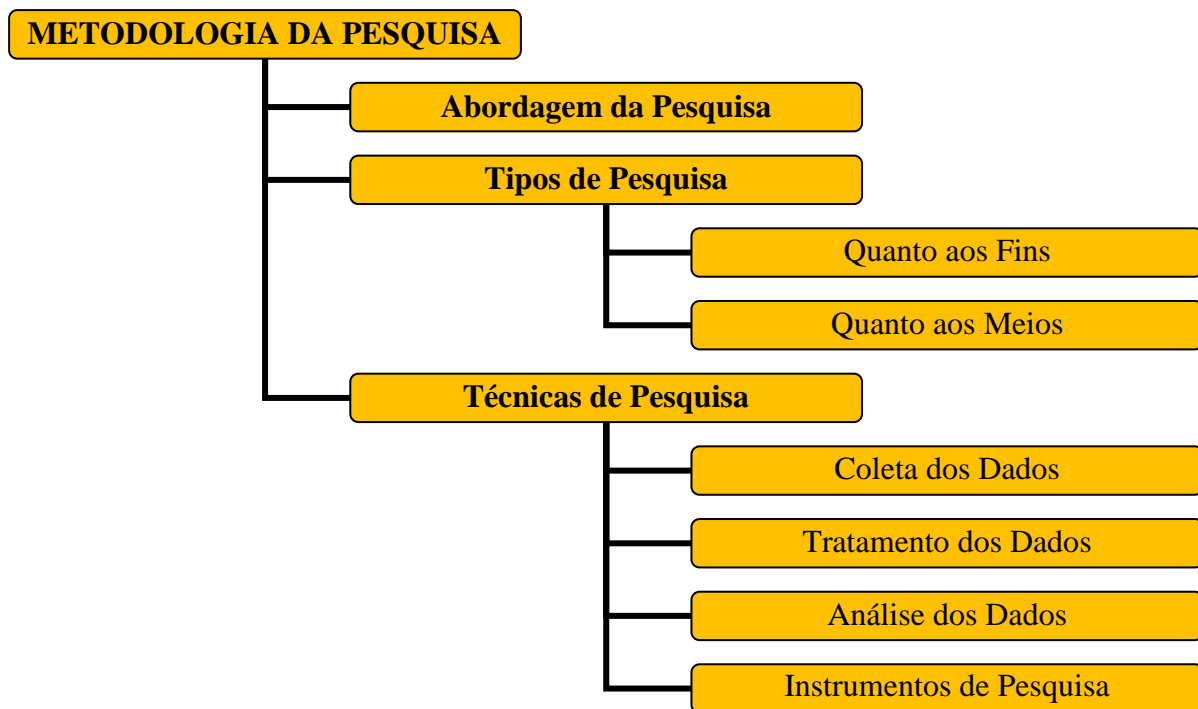 METODOLOGIA DA PESQUISA
Abordagem da Pesquisa
Tipos de Pesquisa
Quanto aos Fins
Quanto aos Meios
Técnicas de Pesquisa
Coleta dos Dados
Tratamento dos Dados
Análise dos Dados
Instrumentos de Pesquisa